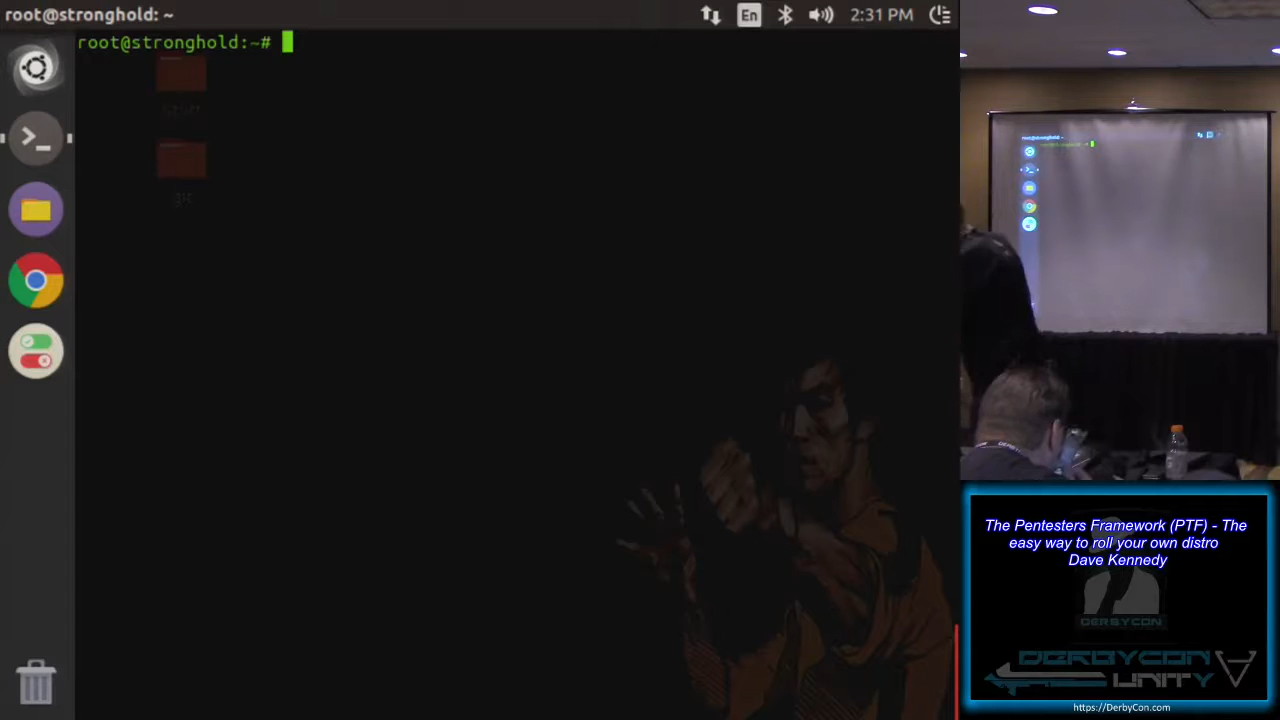 root@stronghold: ~
En
2:31 PM
root@stronghold:~#
git
The Pentesters Framework (PTF) - The
easy way to roll your own distro
Dave Kennedy
DERBYCON
DERBYCON
UNITY
https://DerbyCon.com